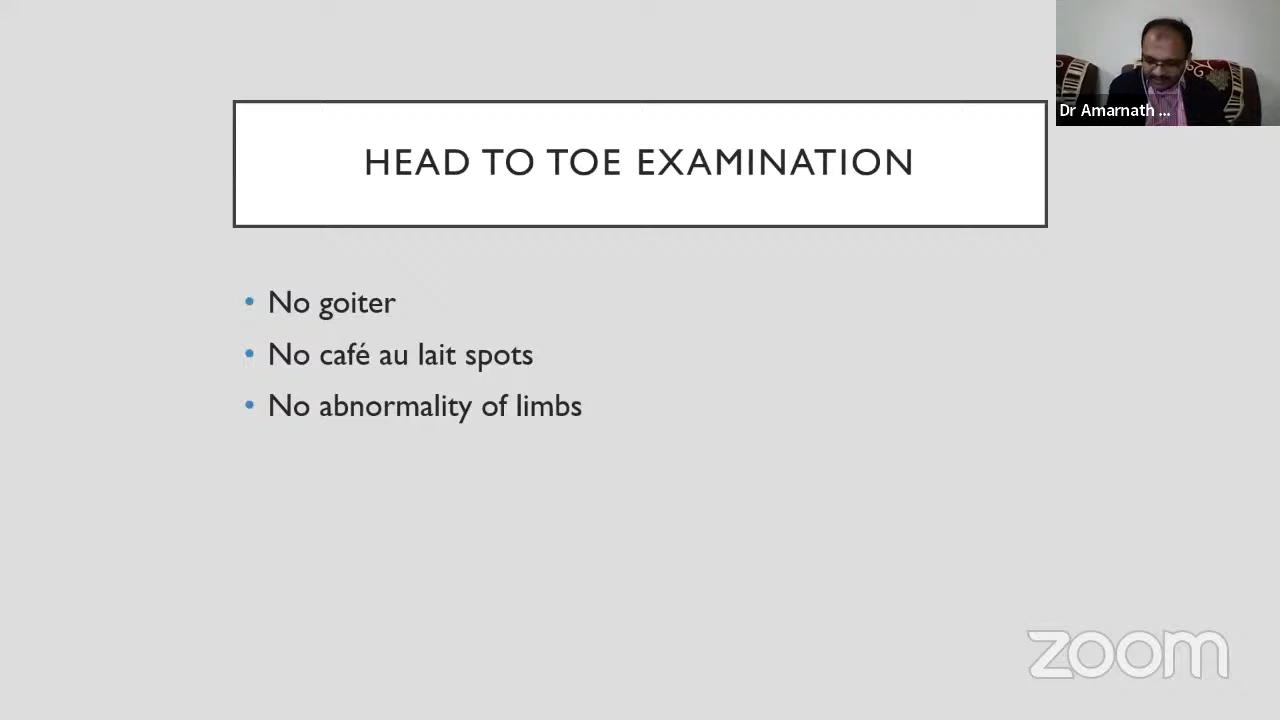 HEAD TO TOE EXAMINATION
Dr Amarnath ...
• No goiter
• No café au lait spots
• No abnormality of limbs
zoom